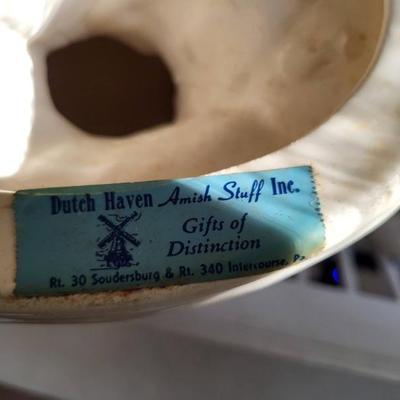 Dutch Haven Amish Stuff Inc.
Gifts of
Distinction
Rt. 30 Soudersburg & Rt. 340 Intercourse, Pa